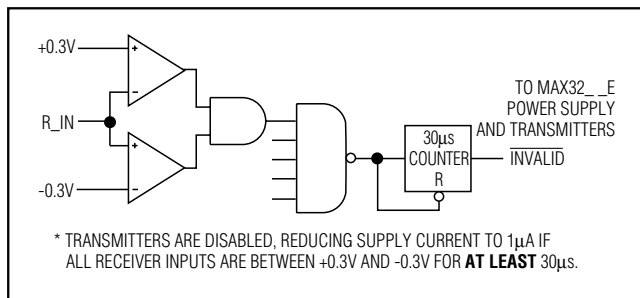 +0.3V
+
-
R_IN
+
-
-0.3V
30µs
COUNTER
R
TO MAX32_ _E
POWER SUPPLY
AND TRANSMITTERS
INVALID
* TRANSMITTERS ARE DISABLED, REDUCING SUPPLY CURRENT TO 1µA IF
ALL RECEIVER INPUTS ARE BETWEEN +0.3V AND -0.3V FOR AT LEAST 30µs.